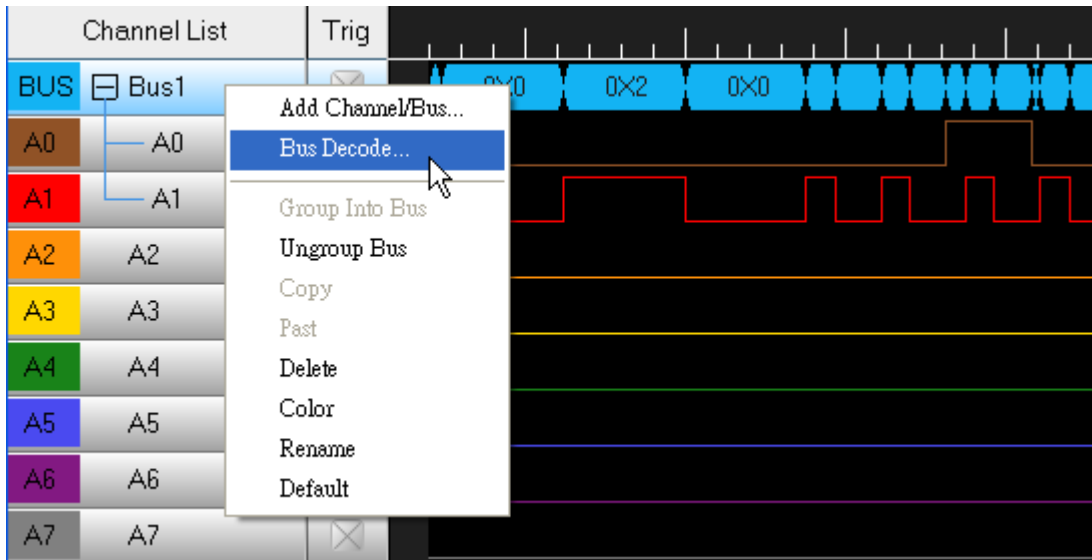 Channel List Trig
BUS Bus1 0X0 0X2 0X0
Add Channel/Bus...
A0 A0
Bus Decode...
A1 A1
Group Into Bus
Ungroup Bus
A2 A2
Copy
A3 A3
Past
A4 A4
Delete
Color
A5 A5
Rename
A6 A6
Default
A7 A7